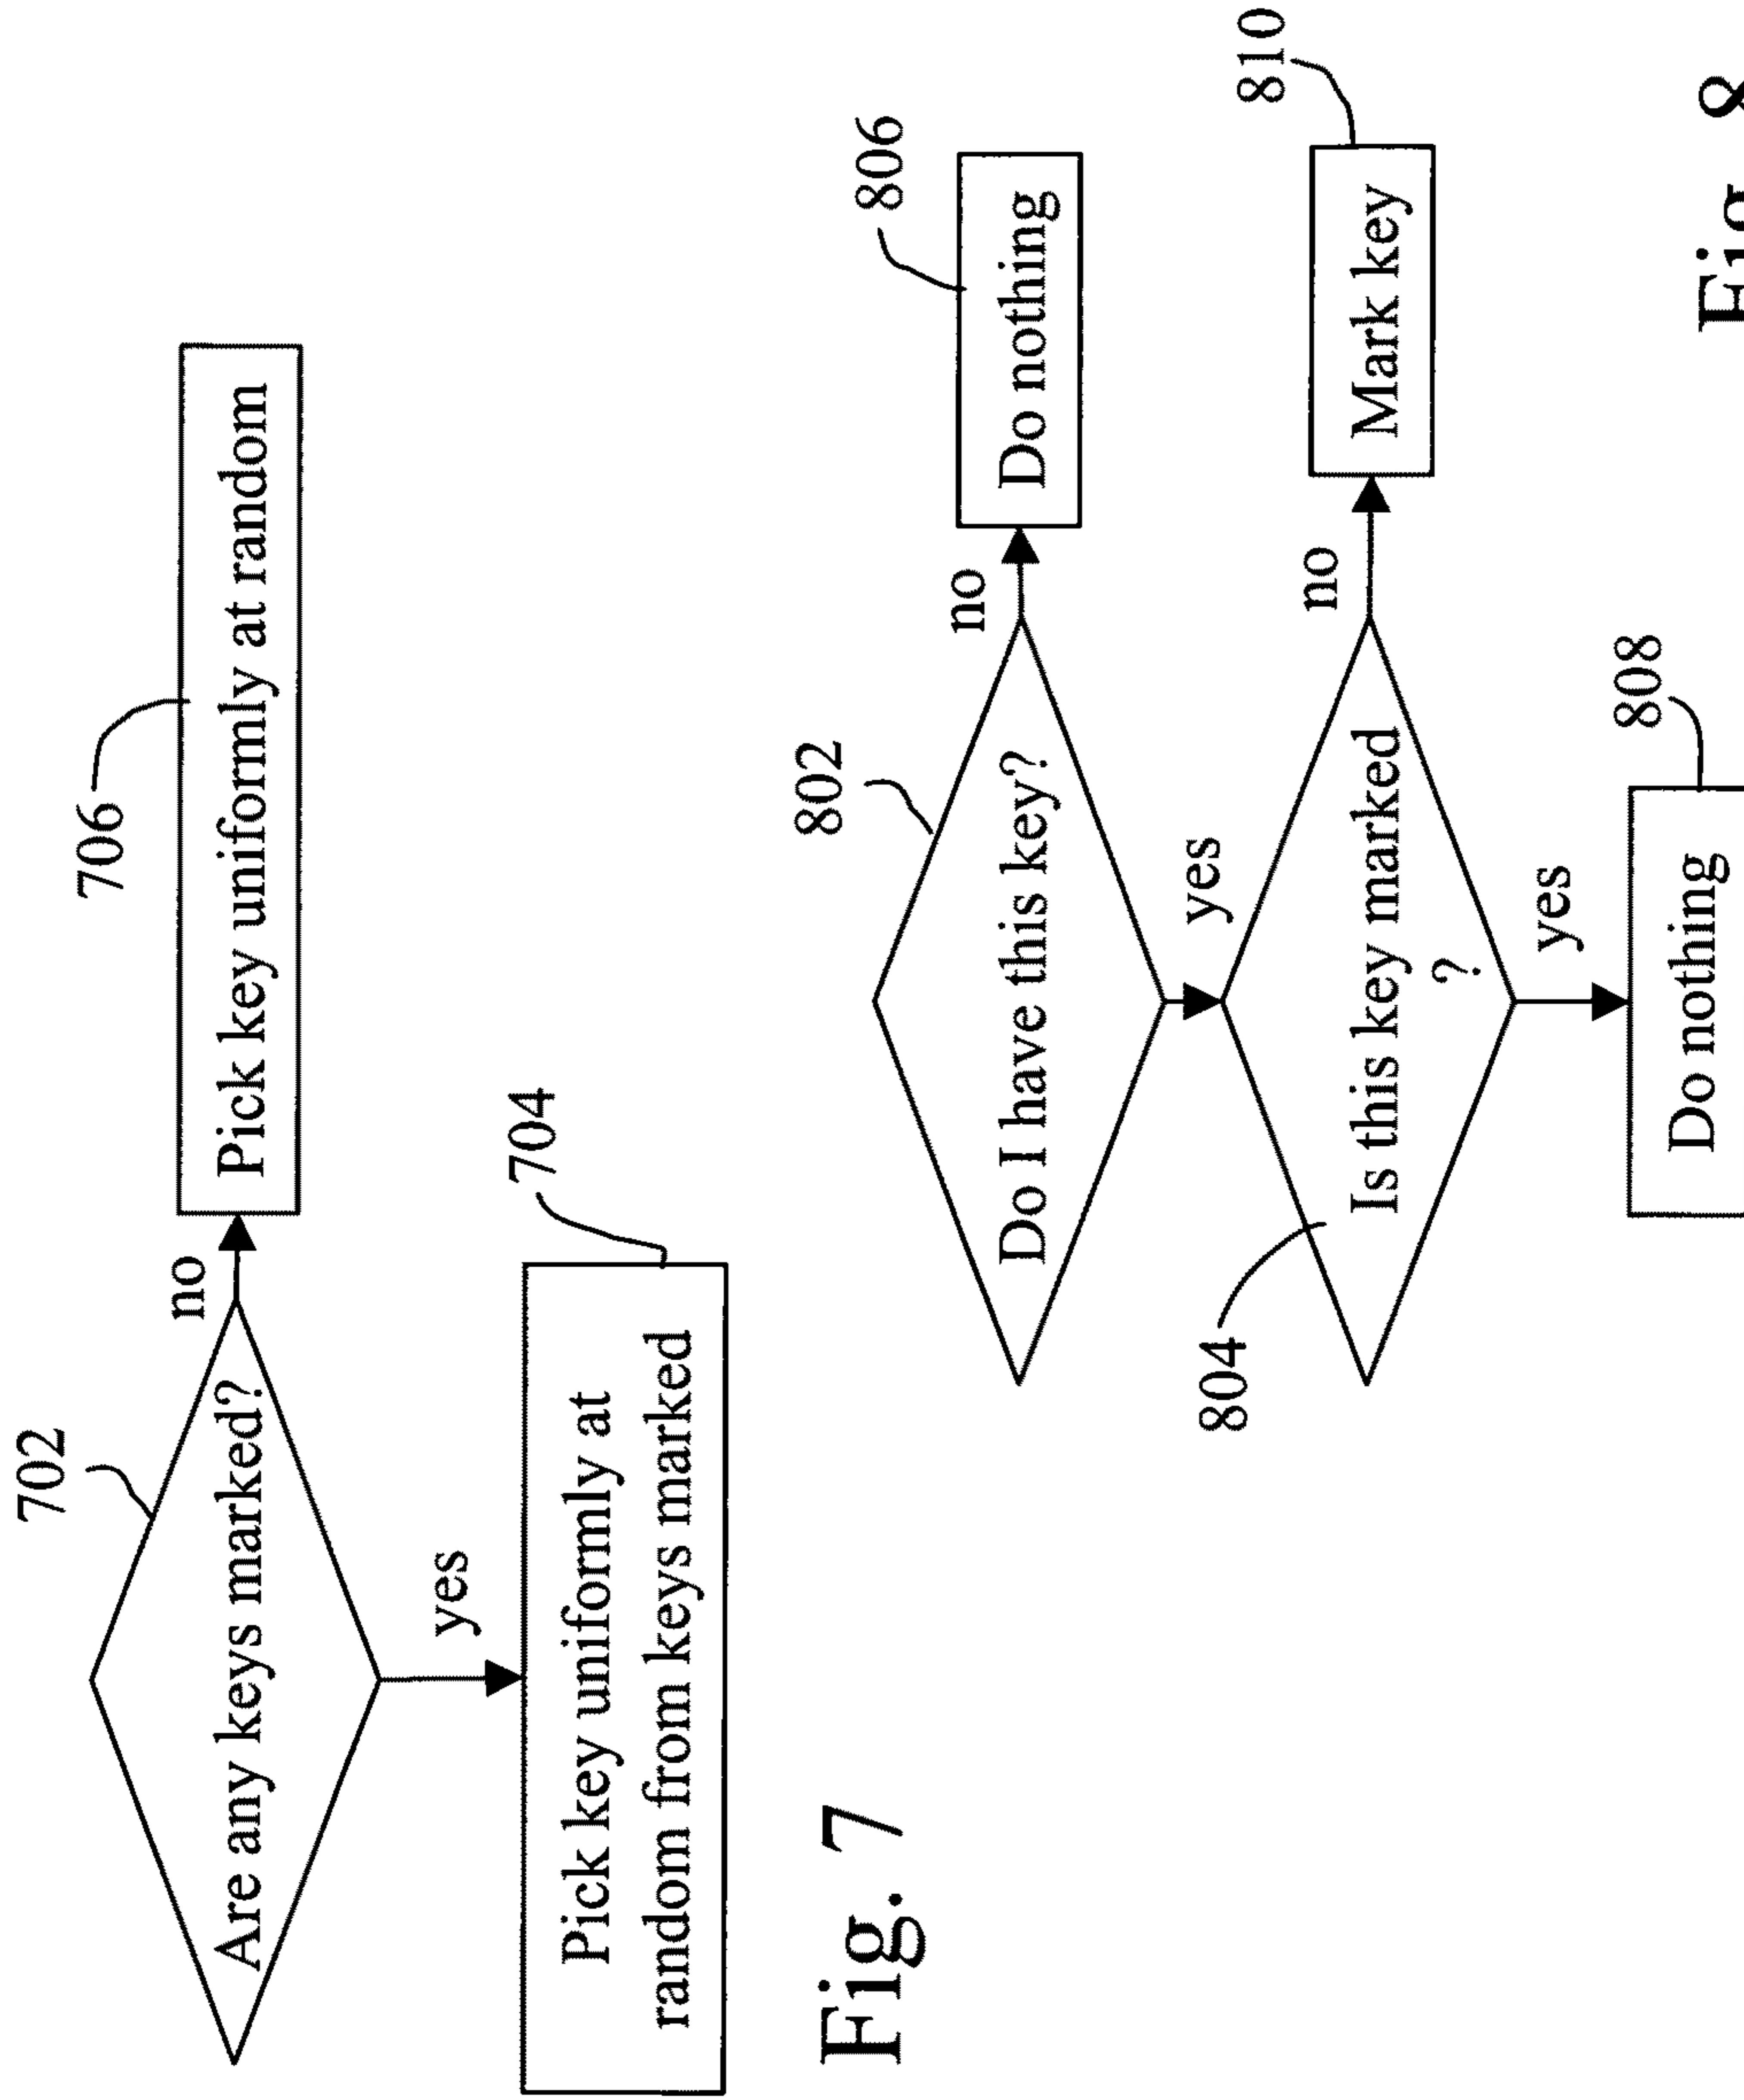 702
Are any keys marked?
no
706
Pick key uniformly at random
yes
704
Pick key uniformly at
random from keys marked
Fig. 7
802
Do I have this key?
no
806
Do nothing
yes
804
Is this key marked
?
no
810
Mark key
yes
808
Do nothing
Fig. 8